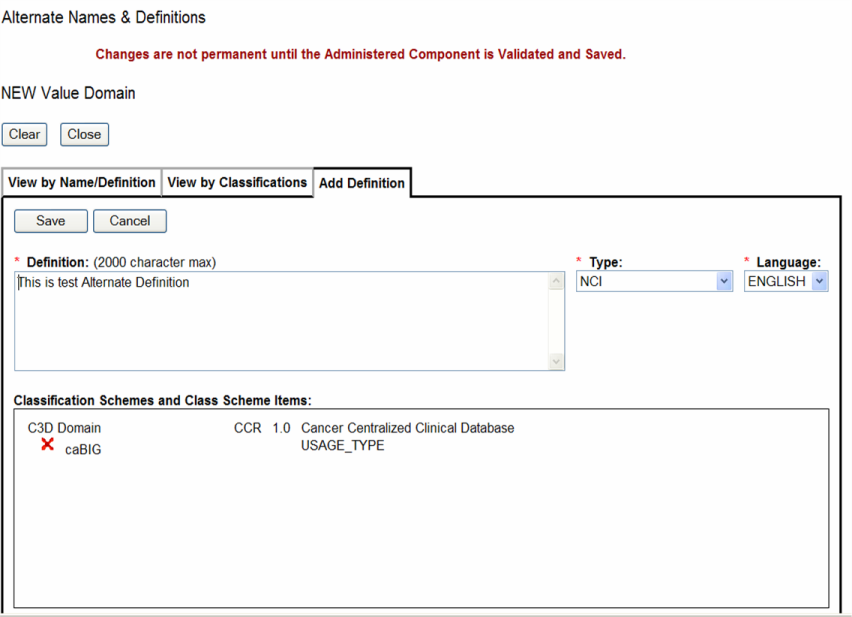 Alternate Names & Definitions
Changes are not permanent until the Administered Component is Validated and Saved.
NEW Value Domain
Clear Close
View by Name/Definition View by Classifications Add Definition
Save Cancel
* Definition: (2000 character max) * Type: * Language:
This is test Alternate Definition NCI ENGLISH
Classification Schemes and Class Scheme Items:
C3D Domain CCR 1.0 Cancer Centralized Clinical Database
caBIG USAGE_TYPE